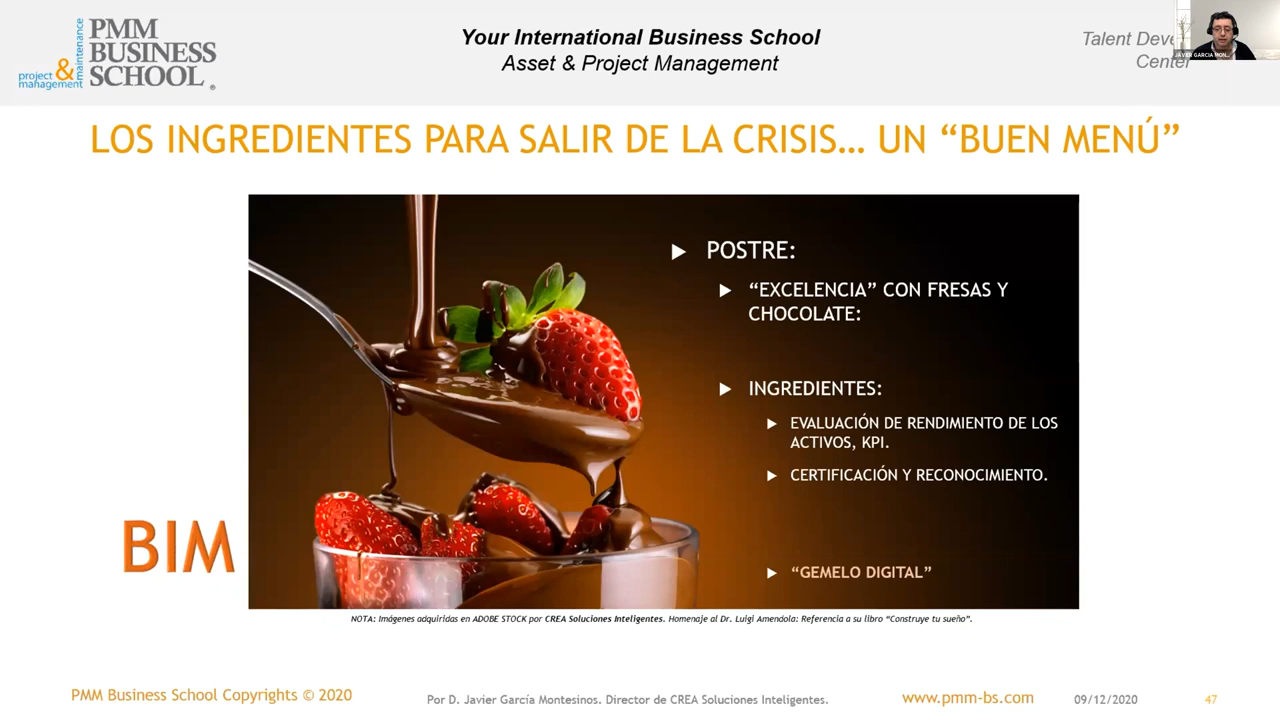 project & management
maintenance
PMM
BUSINESS
SCHOOL®
Your International Business School
Asset & Project Management
Talent Deve
Center
JAVIER GARCIA MON...
LOS INGREDIENTES PARA SALIR DE LA CRISIS... UN “BUEN MENÚ”
POSTRE:
“EXCELENCIA” CON FRESAS Y
CHOCOLATE:
INGREDIENTES:
EVALUACIÓN DE RENDIMIENTO DE LOS
ACTIVOS, KPI.
CERTIFICACIÓN Y RECONOCIMIENTO.
“GEMELO DIGITAL”
BIM
NOTA: Imágenes adquiridas en ADOBE STOCK por CREA Soluciones Inteligentes. Homenaje al Dr. Luigi Amendola: Referencia a su libro “Construye tu sueño”.
PMM Business School Copyrights © 2020
Por D. Javier García Montesinos. Director de CREA Soluciones Inteligentes.
www.pmm-bs.com
09/12/2020
47